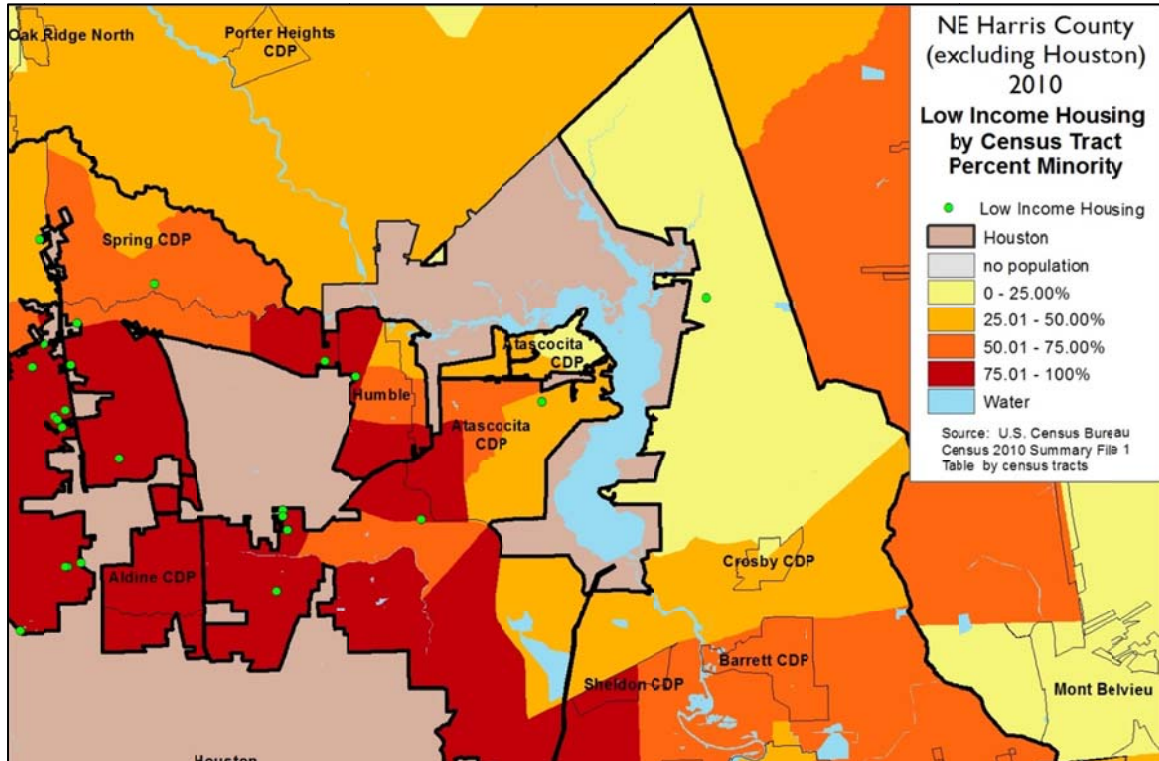 Oak Ridge North
Porter Heights
CDP
Spring CDP
Atascocita
CDP
Humble
Atascocita
CDP
Aldine CDP
Crosby CDP
Barrett CDP
Sheldon CDP
Mont Belvieu
Houston
NE Harris County
(excluding Houston)
2010
Low Income Housing
by Census Tract
Percent Minority
Low Income Housing
Houston
no population
0 - 25.00%
25.01 - 50.00%
50.01 - 75.00%
75.01 - 100%
Water
Source: U.S. Census Bureau
Census 2010 Summary File 1
Table by census tracts